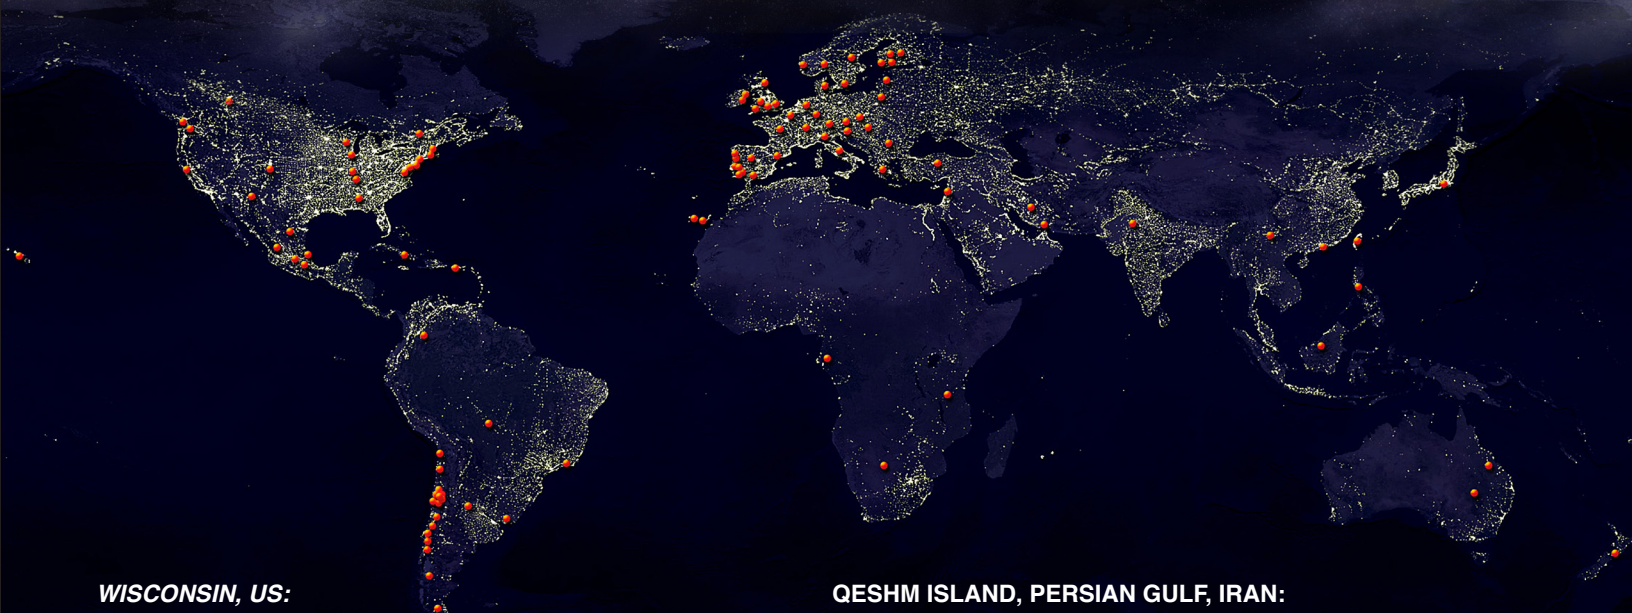 WISCONSIN, US:
QESHM ISLAND, PERSIAN GULF, IRAN: